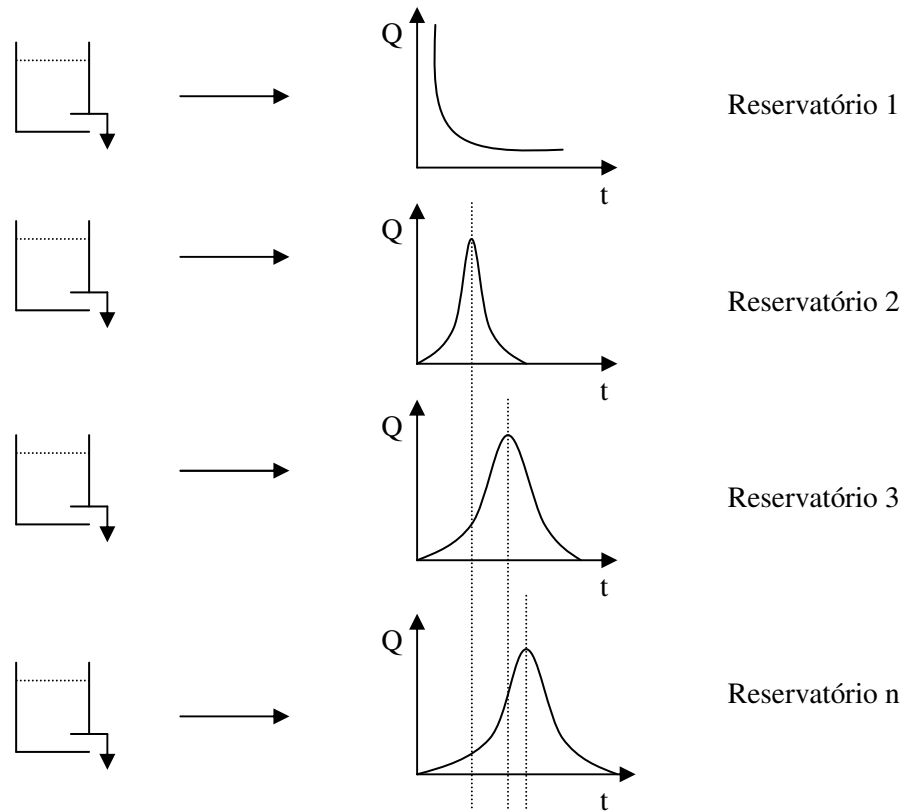 Q
Reservatório 1
t
Q
Reservatório 2
t
Q
Reservatório 3
t
Q
Reservatório n
t